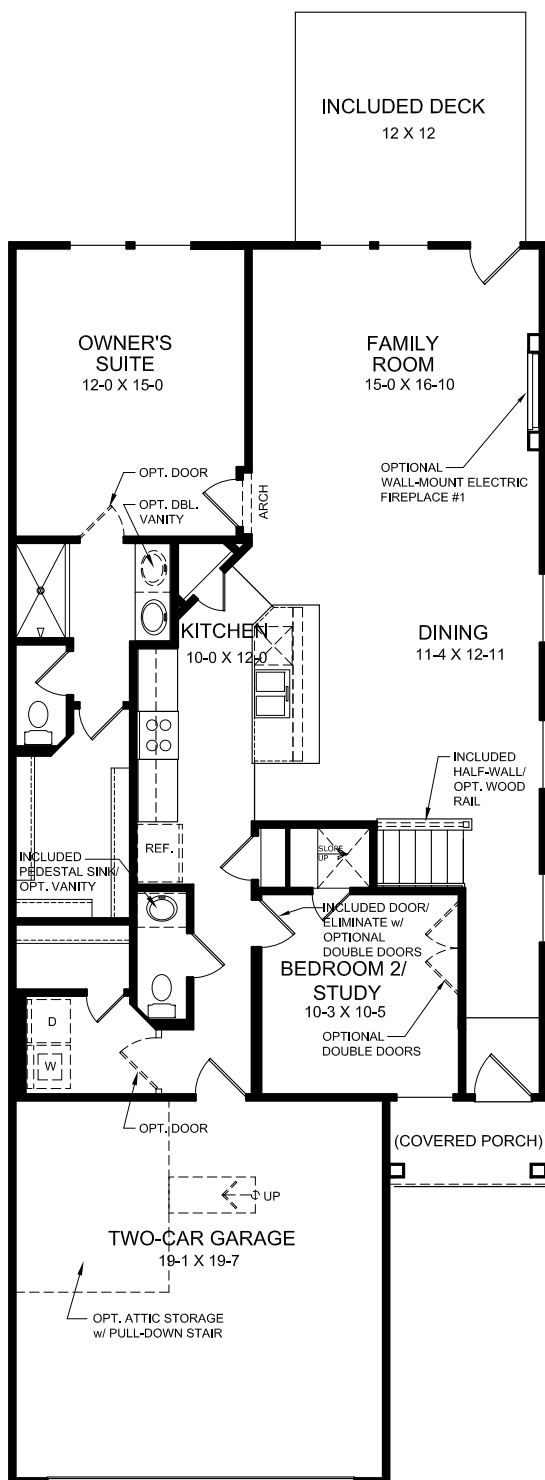 INCLUDED DECK
12 X 12
OWNER'S
SUITE
12-0 X 15-0
FAMILY
ROOM
15-0 X 16-10
OPT. DOOR
OPT. DBL.
VANITY
ARCH
OPTIONAL
WALL-MOUNT ELECTRIC
FIREPLACE #1
KITCHEN
10-0 X 12-0
DINING
11-4 X 12-11
INCLUDED
HALF-WALL/
OPT. WOOD
RAIL
REF.
SLOPE
UP
INCLUDED
PEDESTAL SINK/
OPT. VANITY
INCLUDED DOOR/
ELIMINATE w/
OPTIONAL
DOUBLE DOORS
BEDROOM 2/
STUDY
10-3 X 10-5
OPTIONAL
DOUBLE DOORS
D
W
OPT. DOOR
(COVERED PORCH)
UP
TWO-CAR GARAGE
19-1 X 19-7
OPT. ATTIC STORAGE
w/ PULL-DOWN STAIR